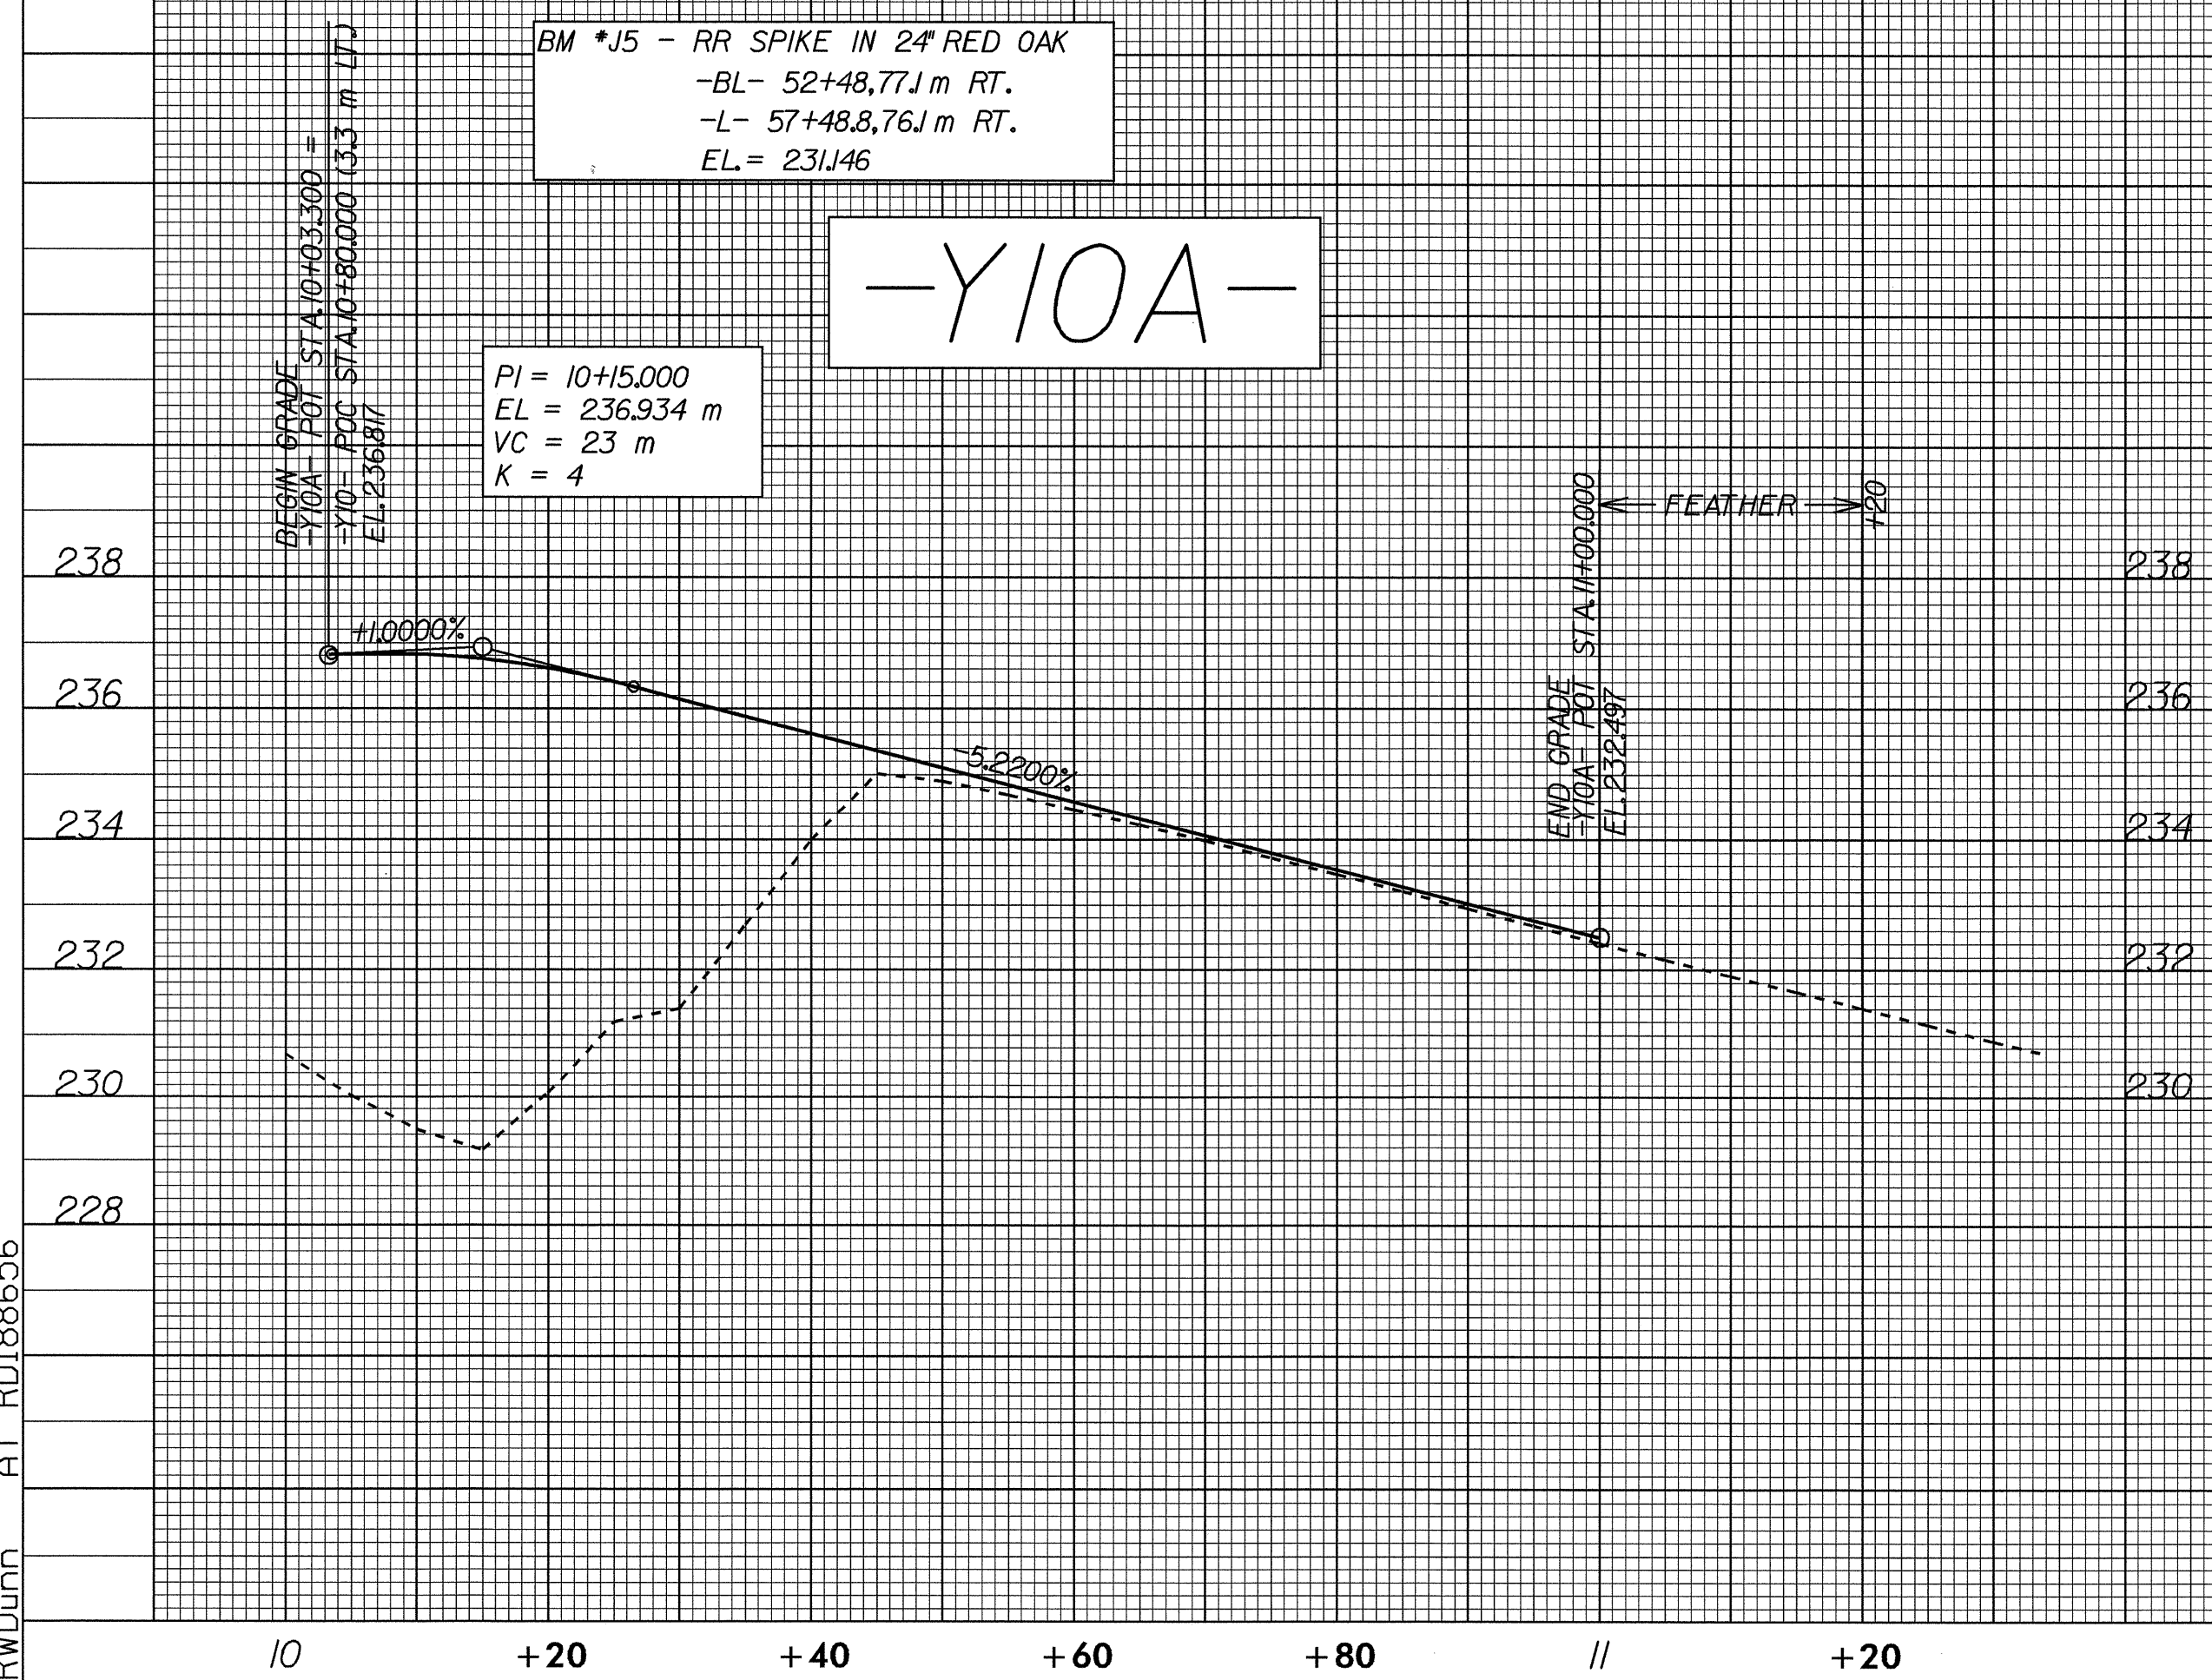 BM #J5 - RR SPIKE IN 24" RED OAK
-BL- 52+48,77.1 m RT.
-L- 57+48.8,76.1 m RT.
EL. = 231.146
-Y10A-
BEGIN GRADE
-Y10A- POT STA.10+03.300 =
-Y10- POC STA.10+80.000 (3.3 m LT.)
EL.236.817
PI = 10+15.000
EL = 236.934 m
VC = 23 m
K = 4
END GRADE
-Y10A- POT STA.11+00.000
EL.232.497
FEATHER
+20
+1.0000%
-5.2200%
238
236
234
232
230
228
238
236
234
232
230
RWDunn AT RD188656
10 +20 +40 +60 +80 11 +20